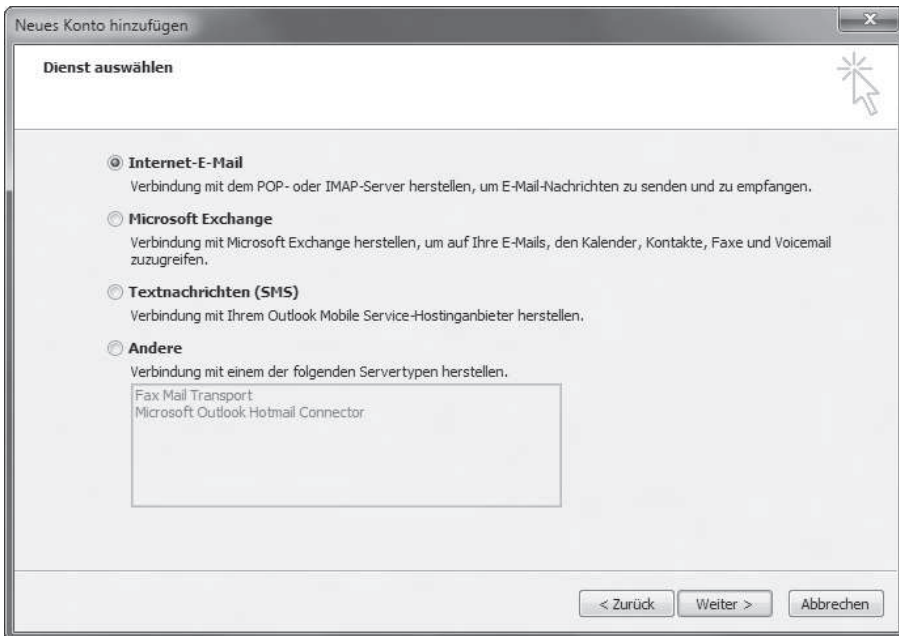 Neues Konto hinzufügen
Dienst auswählen
Internet-E-Mail
Verbindung mit dem POP- oder IMAP-Server herstellen, um E-Mail-Nachrichten zu senden und zu empfangen.
Microsoft Exchange
Verbindung mit Microsoft Exchange herstellen, um auf Ihre E-Mails, den Kalender, Kontakte, Faxe und Voicemail
zuzugreifen.
Textnachrichten (SMS)
Verbindung mit Ihrem Outlook Mobile Service-Hostinganbieter herstellen.
Andere
Verbindung mit einem der folgenden Servertypen herstellen.
Fax Mail Transport
Microsoft Outlook Hotmail Connector
< Zurück Weiter > Abbrechen